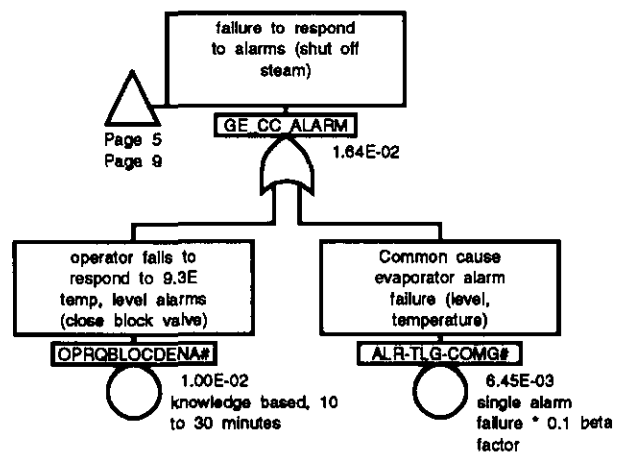 failure to respond
to alarms (shut off
steam)
Page 5
Page 9
GE_CC_ALARM
1.64E-02
operator fails to
respond to 9.3E
temp, level alarms
(close block valve)
Common cause
evaporator alarm
failure (level,
temperature)
OPRQBLOCDENA#
ALR-TLG-COMG#
1.00E-02
knowledge based, 10
to 30 minutes
6.45E-03
single alarm
failure * 0.1 beta
factor